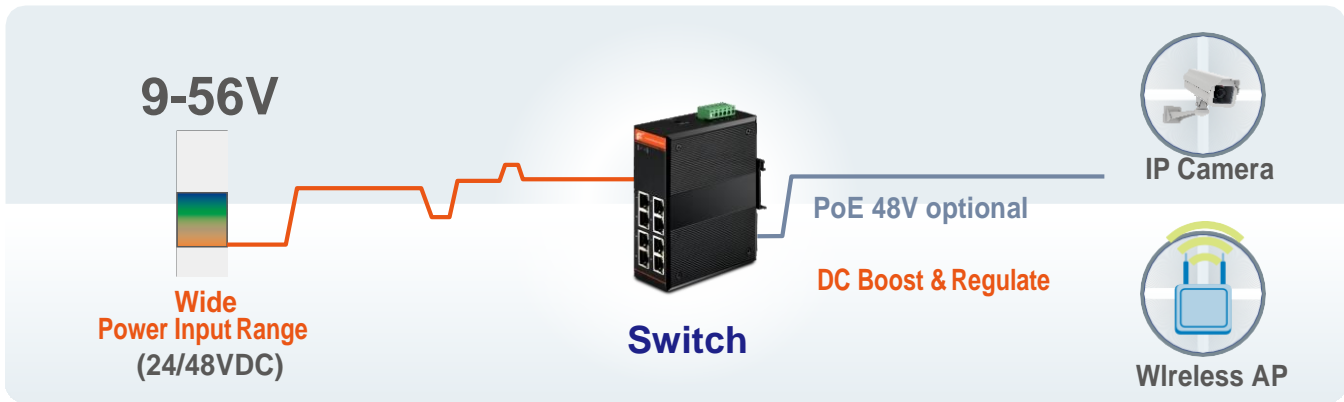 9-56V
Wide
Power Input Range
(24/48VDC)
Switch
PoE 48V optional
DC Boost & Regulate
IP Camera
WIreless AP